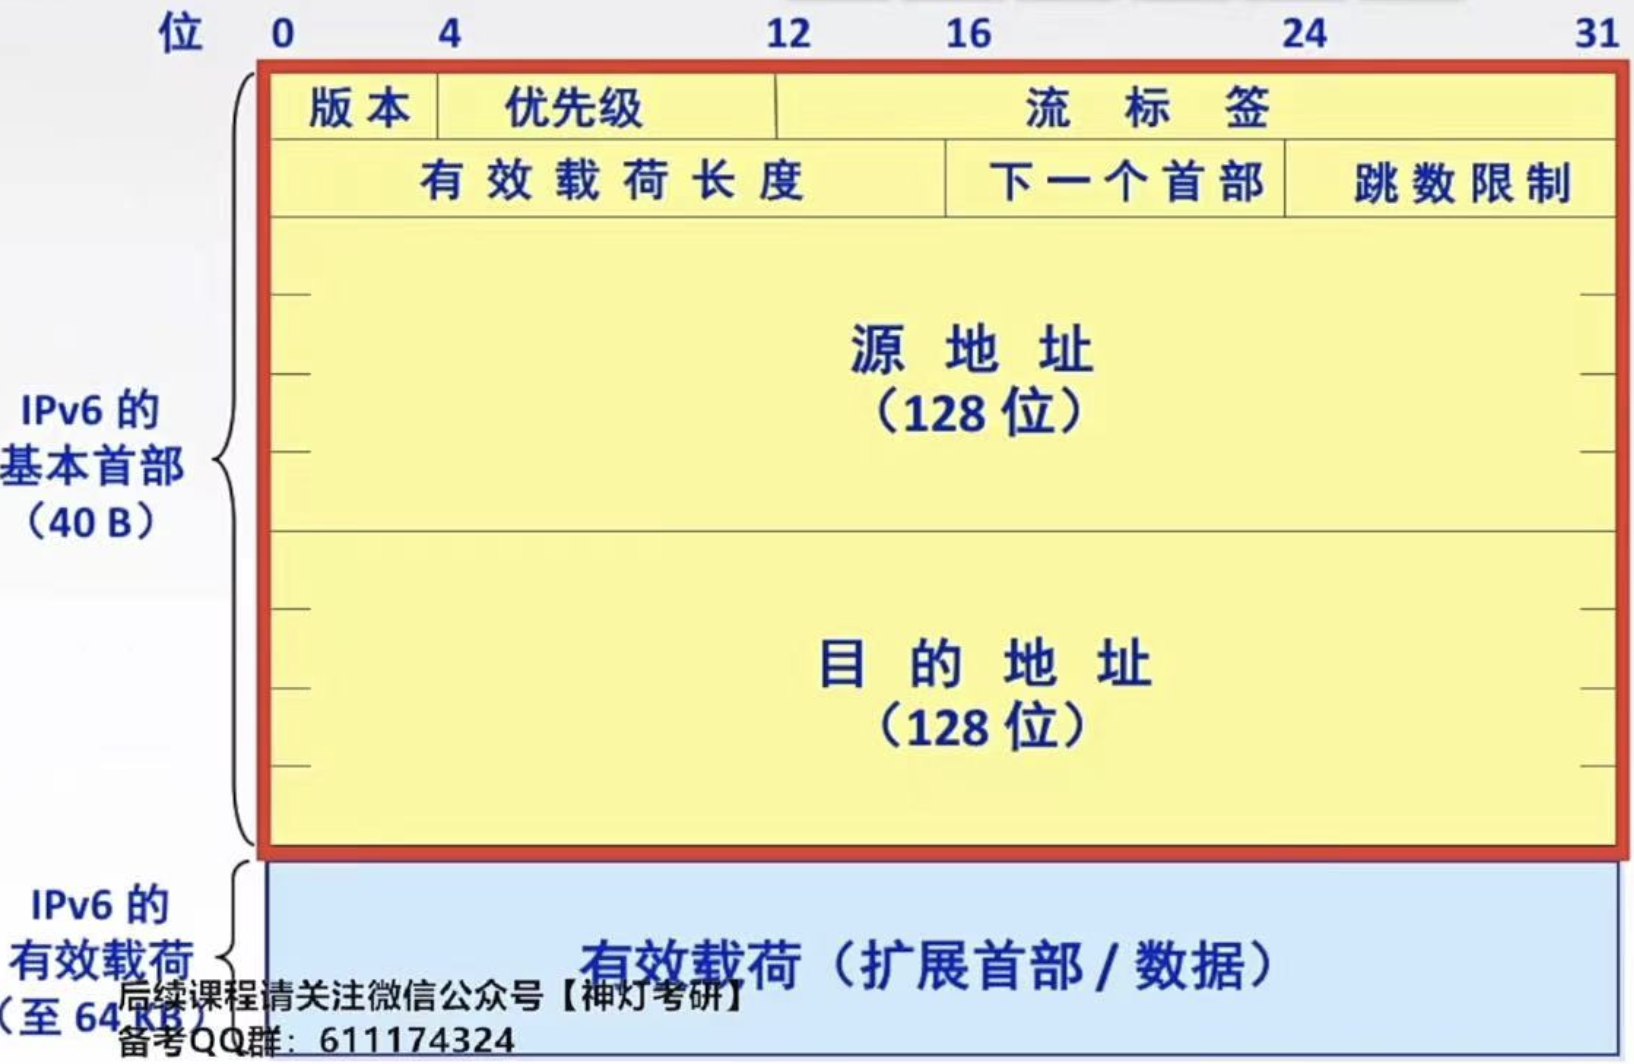 位 0 4 12 16 24 31
版本 优先级 流标签
有效载荷长度 下一个首部 跳数限制
源地址
（128 位）
IPv6 的
基本首部
（40 B）
目的地址
（128 位）
IPv6 的
有效载荷
（至 64 KB）
有效载荷（扩展首部 / 数据）
后续课程请关注微信公众号【神灯考研】
备考QQ群：611174324